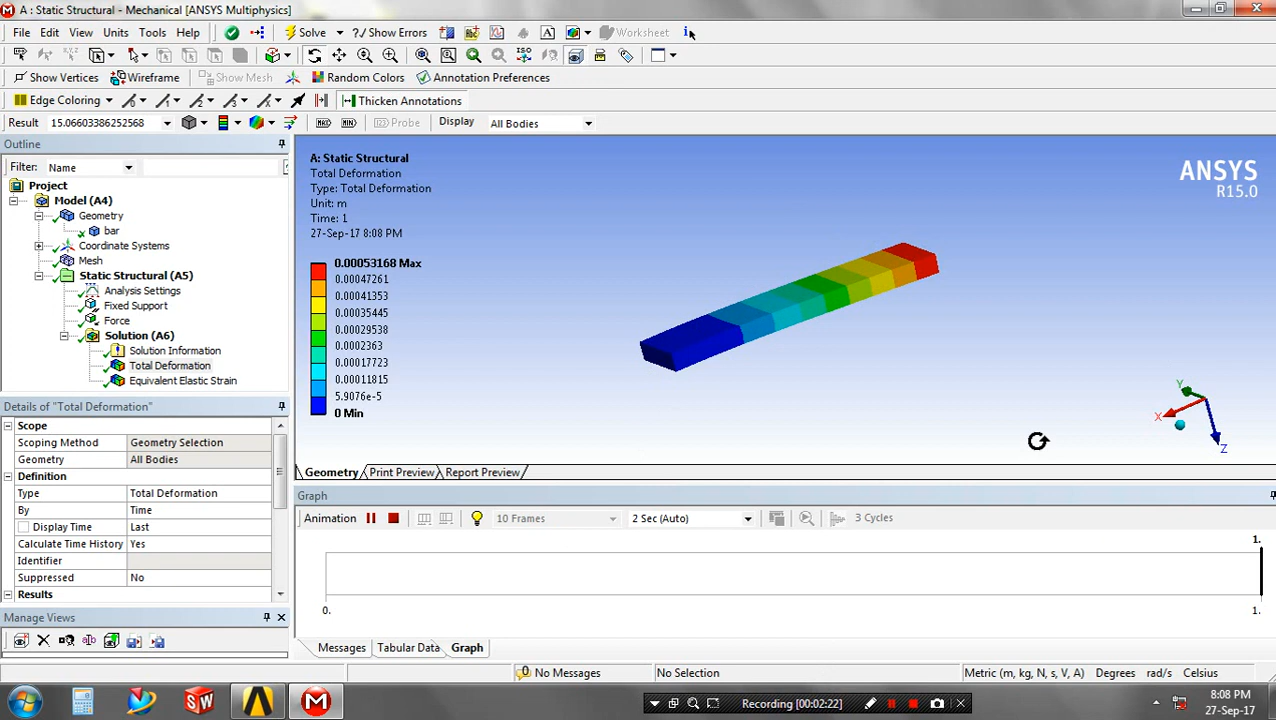 A : Static Structural - Mechanical [ANSYS Multiphysics]
File Edit View Units Tools Help Solve ?/ Show Errors Worksheet
Show Vertices Wireframe Show Mesh Random Colors Annotation Preferences
Edge Coloring Thicken Annotations
Result 15.06603386252568 MAX MIN Probe Display All Bodies
Outline
Filter: Name
Project
Model (A4)
Geometry
bar
Coordinate Systems
Mesh
Static Structural (A5)
Analysis Settings
Fixed Support
Force
Solution (A6)
Solution Information
Total Deformation
Equivalent Elastic Strain
Details of "Total Deformation"
Scope
Scoping Method Geometry Selection
Geometry All Bodies
Definition
Type Total Deformation
By Time
Display Time Last
Calculate Time History Yes
Identifier
Suppressed No
Results
Manage Views
A: Static Structural
Total Deformation
Type: Total Deformation
Unit: m
Time: 1
27-Sep-17 8:08 PM
0.00053168 Max
0.00047261
0.00041353
0.00035445
0.00029538
0.0002363
0.00017723
0.00011815
5.9076e-5
0 Min
ANSYS
R15.0
Y
X
Z
Geometry Print Preview Report Preview
Graph
Animation 10 Frames 2 Sec (Auto) 3 Cycles
1.
0.
1.
Messages Tabular Data Graph
0 No Messages No Selection Metric (m, kg, N, s, V, A) Degrees rad/s Celsius
Recording [00:02:22]
8:08 PM
27-Sep-17